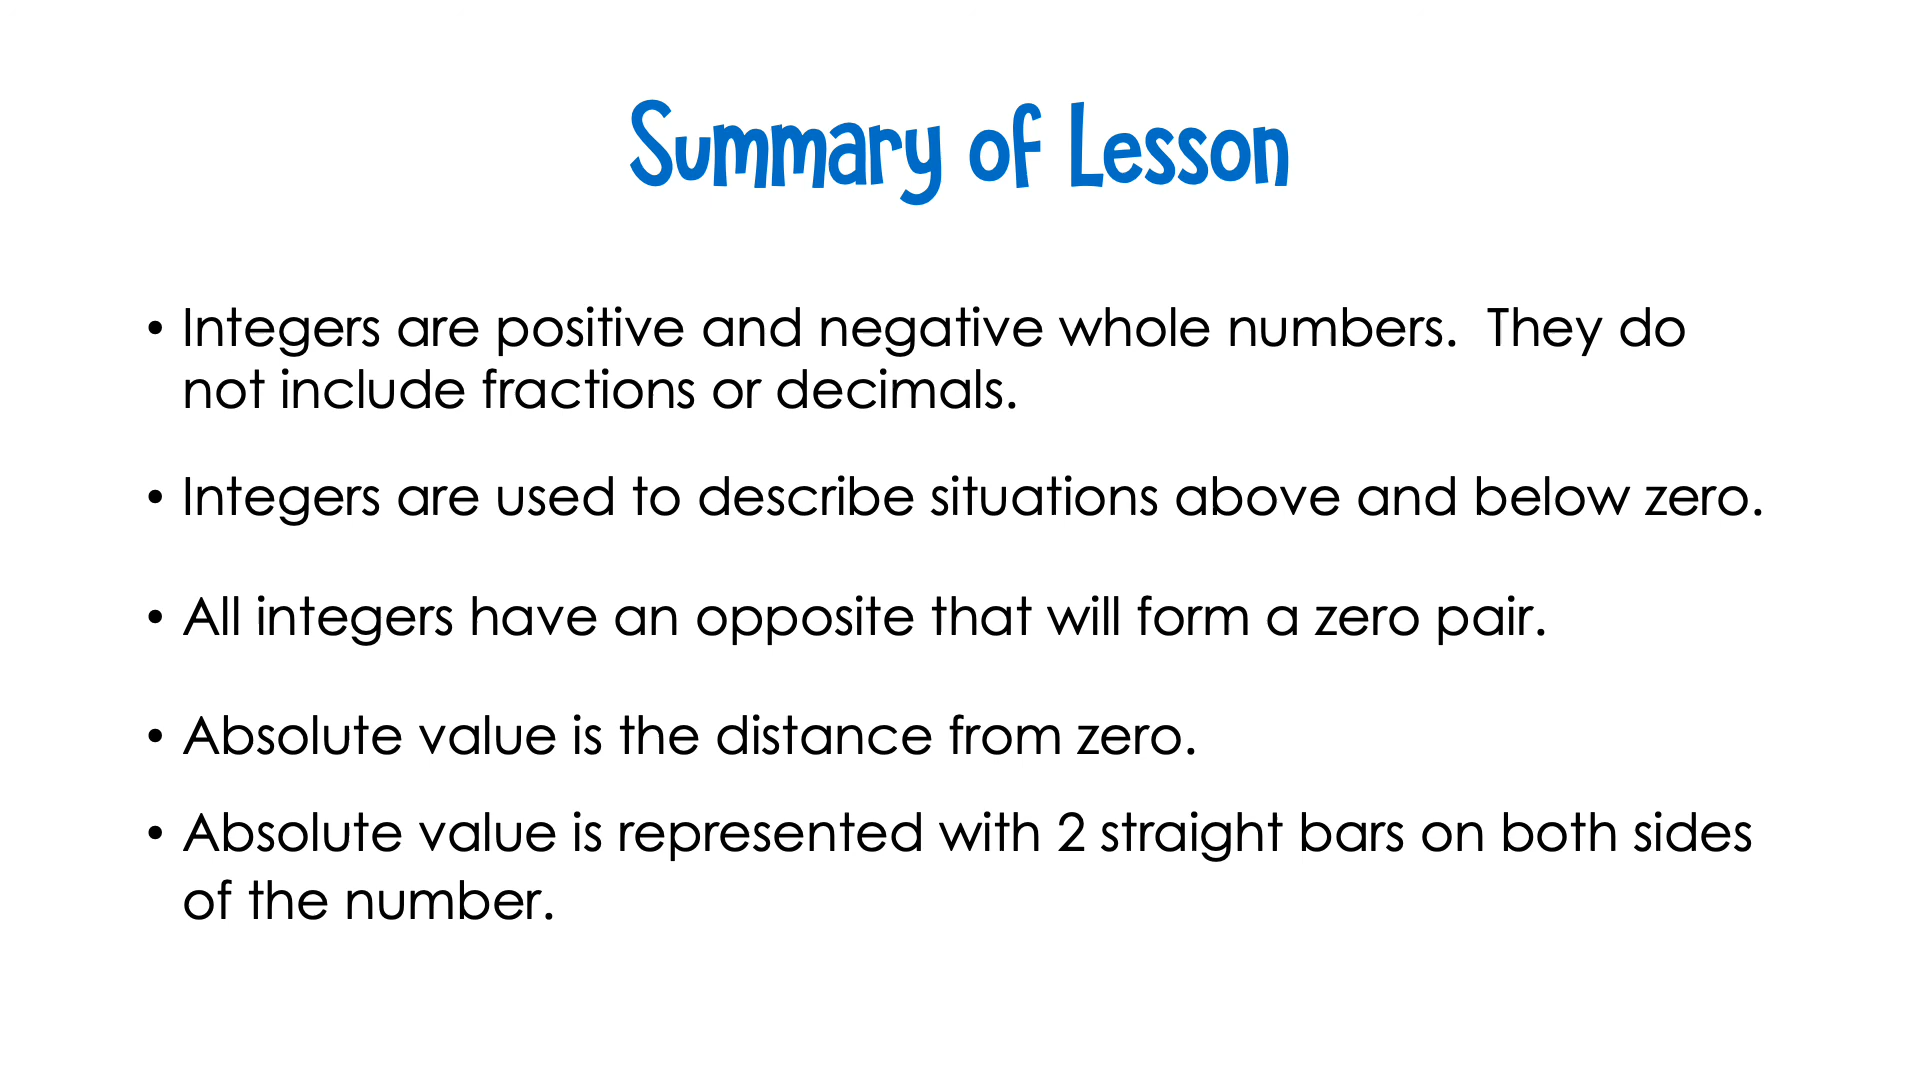 Summary of Lesson
• Integers are positive and negative whole numbers.  They do
not include fractions or decimals.
• Integers are used to describe situations above and below zero.
• All integers have an opposite that will form a zero pair.
• Absolute value is the distance from zero.
• Absolute value is represented with 2 straight bars on both sides
of the number.